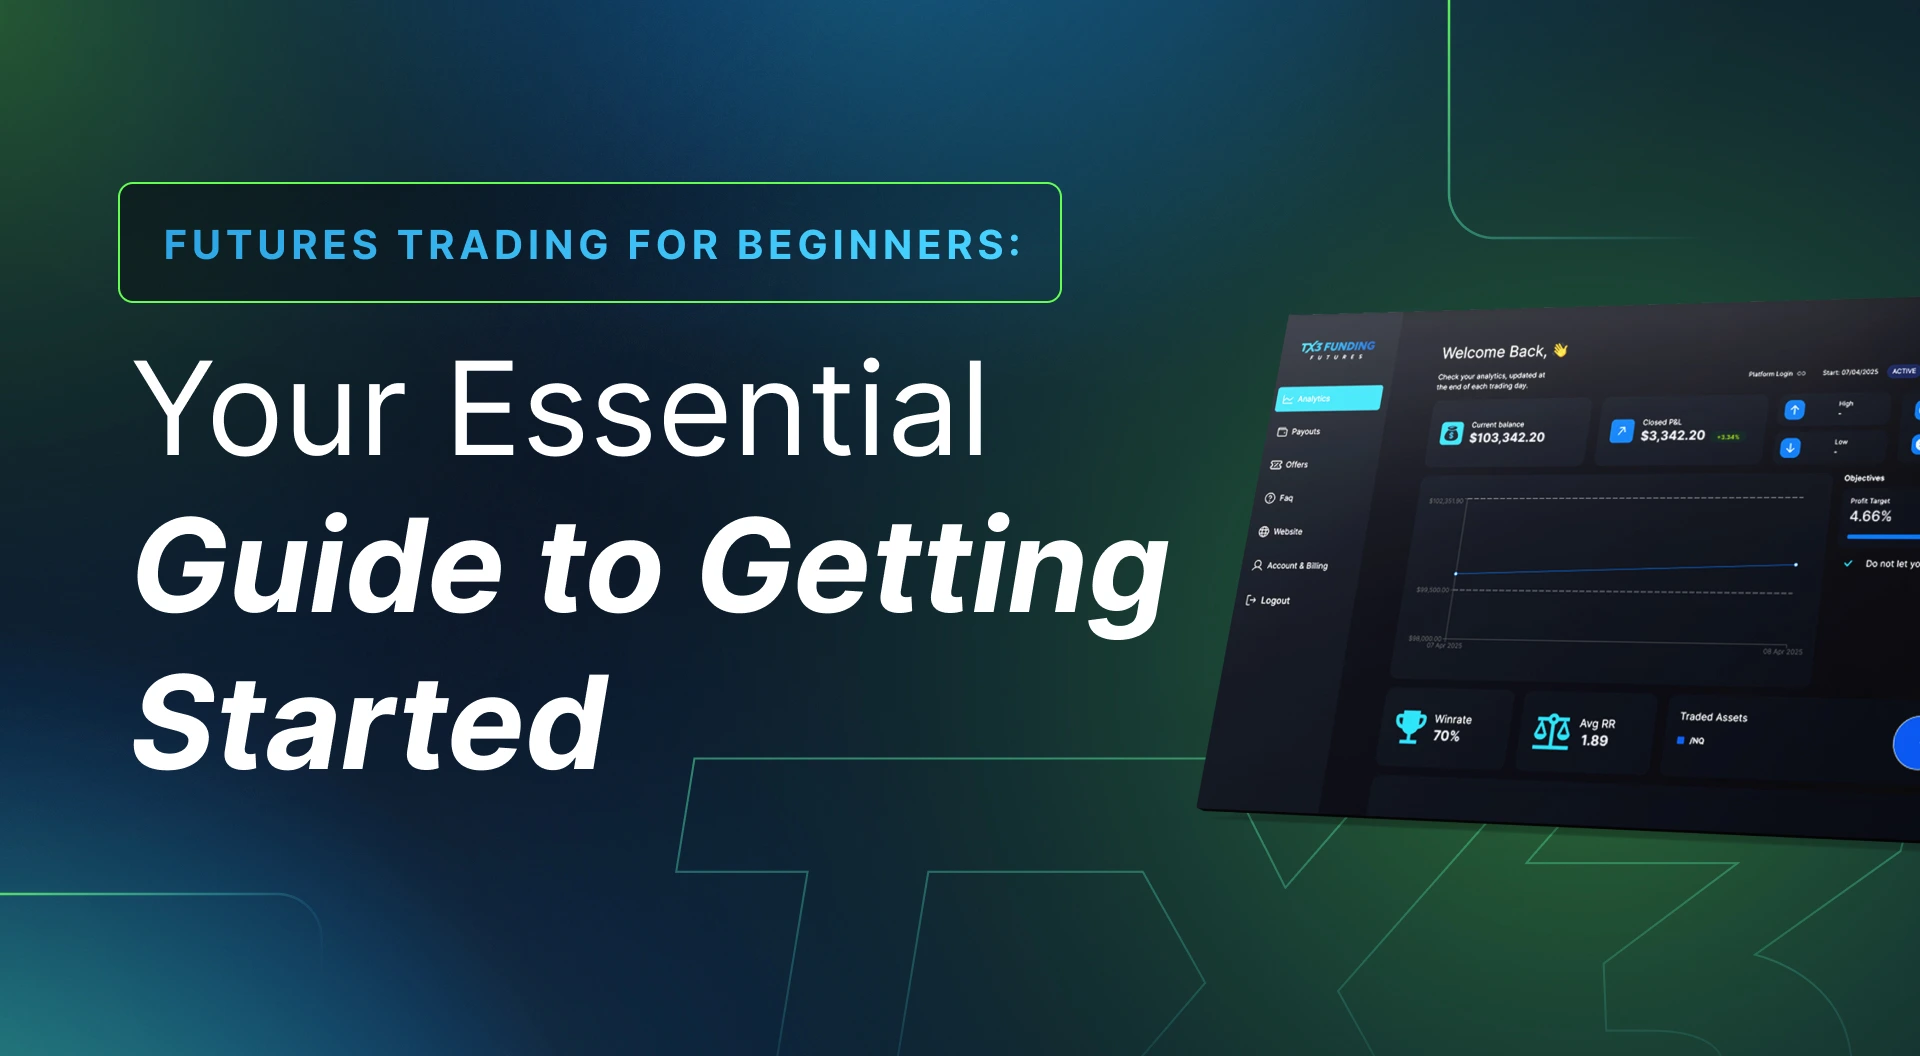 FUTURES TRADING FOR BEGINNERS:
Your Essential
Guide to Getting
Started
TX3 FUNDING
FUTURES
Analytics
Payouts
Offers
Faq
Website
Account & Billing
Logout
Welcome Back, 👋
Check your analytics, updated at
the end of each trading day.
Platform Login
Start: 07/04/2025
ACTIVE
Current balance
$103,342.20
Closed P&L
$3,342.20 +3.34%
High
-
Low
-
$99,500.00
$98,000.00
07 Apr 2025
08 Apr 2025
Objectives
Profit Target
4.66%
Do not let yo
Winrate
70%
Avg RR
1.89
Traded Assets
/NQ
TX3